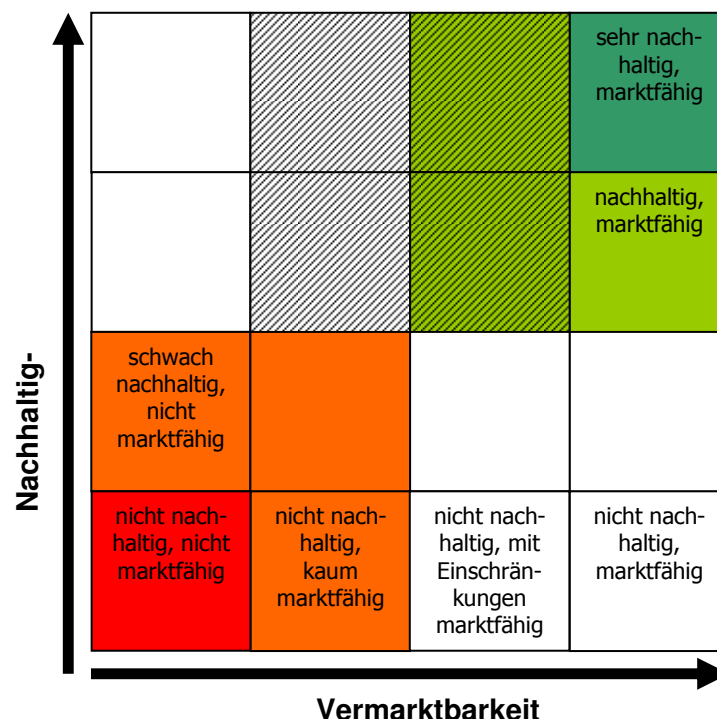 sehr nach-
haltig,
marktfähig
nachhaltig,
marktfähig
schwach
nachhaltig,
nicht
marktfähig
nicht nach-
haltig, nicht
marktfähig
nicht nach-
haltig,
kaum
marktfähig
nicht nach-
haltig, mit
Einschrän-
kungen
marktfähig
nicht nach-
haltig,
marktfähig
Nachhaltig-
Vermarktbarkeit